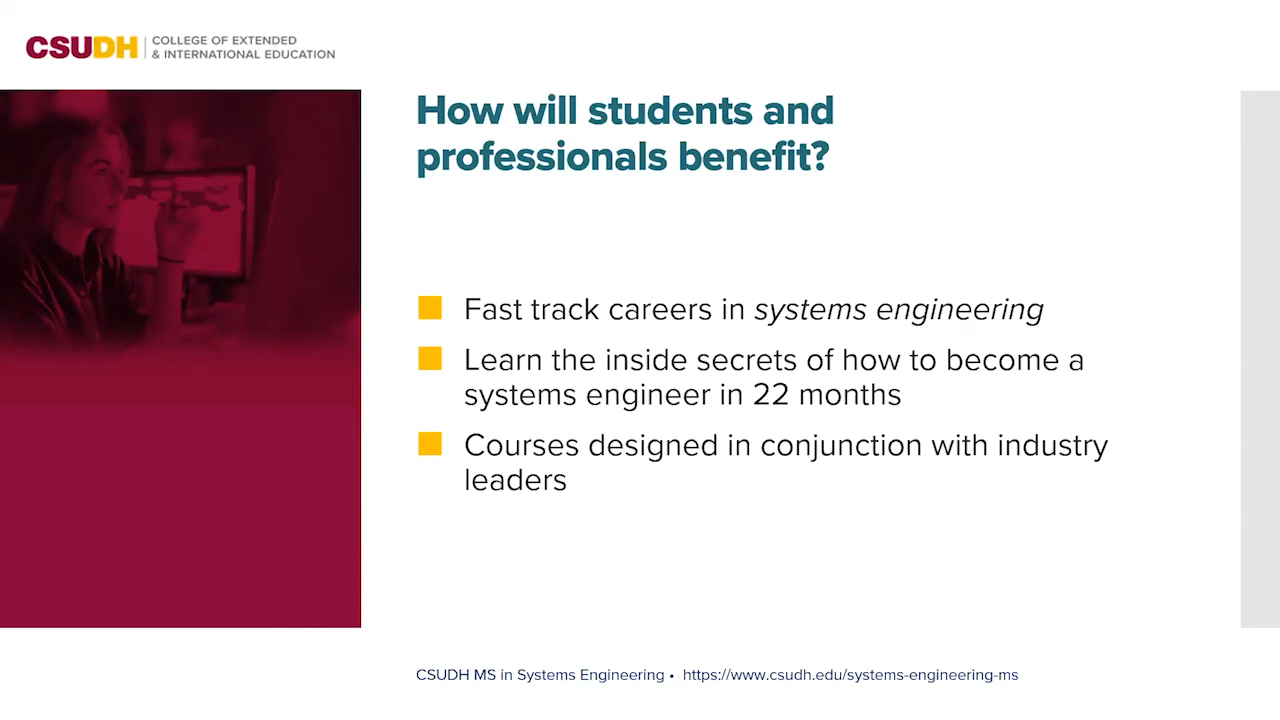 CSUDH
COLLEGE OF EXTENDED
& INTERNATIONAL EDUCATION
How will students and
professionals benefit?
Fast track careers in systems engineering
Learn the inside secrets of how to become a
systems engineer in 22 months
Courses designed in conjunction with industry
leaders
CSUDH MS in Systems Engineering • https://www.csudh.edu/systems-engineering-ms